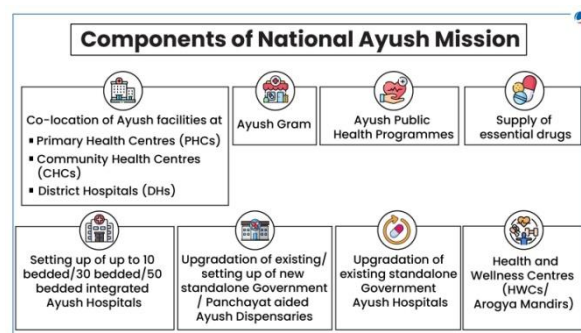 Components of National Ayush Mission
Co-location of Ayush facilities at
▪ Primary Health Centres (PHCs)
▪ Community Health Centres
(CHCs)
▪ District Hospitals (DHs)
Ayush Gram
Ayush Public
Health Programmes
Supply of
essential drugs
Setting up of up to 10
bedded/30 bedded/50
bedded integrated
Ayush Hospitals
Upgradation of existing/
setting up of new
standalone Government
/ Panchayat aided
Ayush Dispensaries
Upgradation of
existing standalone
Government
Ayush Hospitals
Health and
Wellness Centres
(HWCs/
Arogya Mandirs)